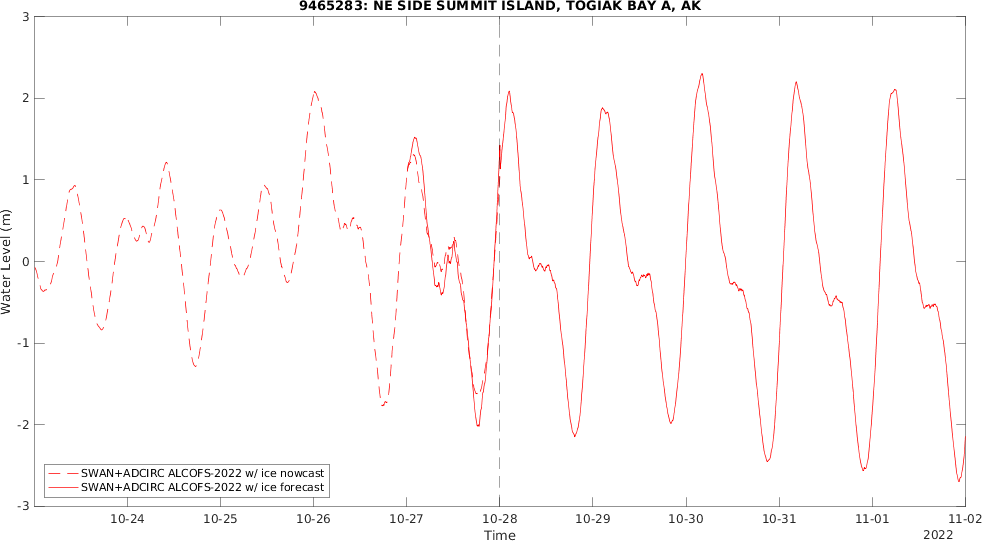 9465283: NE SIDE SUMMIT ISLAND, TOGIAK BAY A, AK
3
2
1
0
-1
-2
-3
Water Level (m)
SWAN+ADCIRC ALCOFS-2022 w/ ice nowcast
SWAN+ADCIRC ALCOFS-2022 w/ ice forecast
10-24 10-25 10-26 10-27 10-28 10-29 10-30 10-31 11-01 11-02
Time
2022